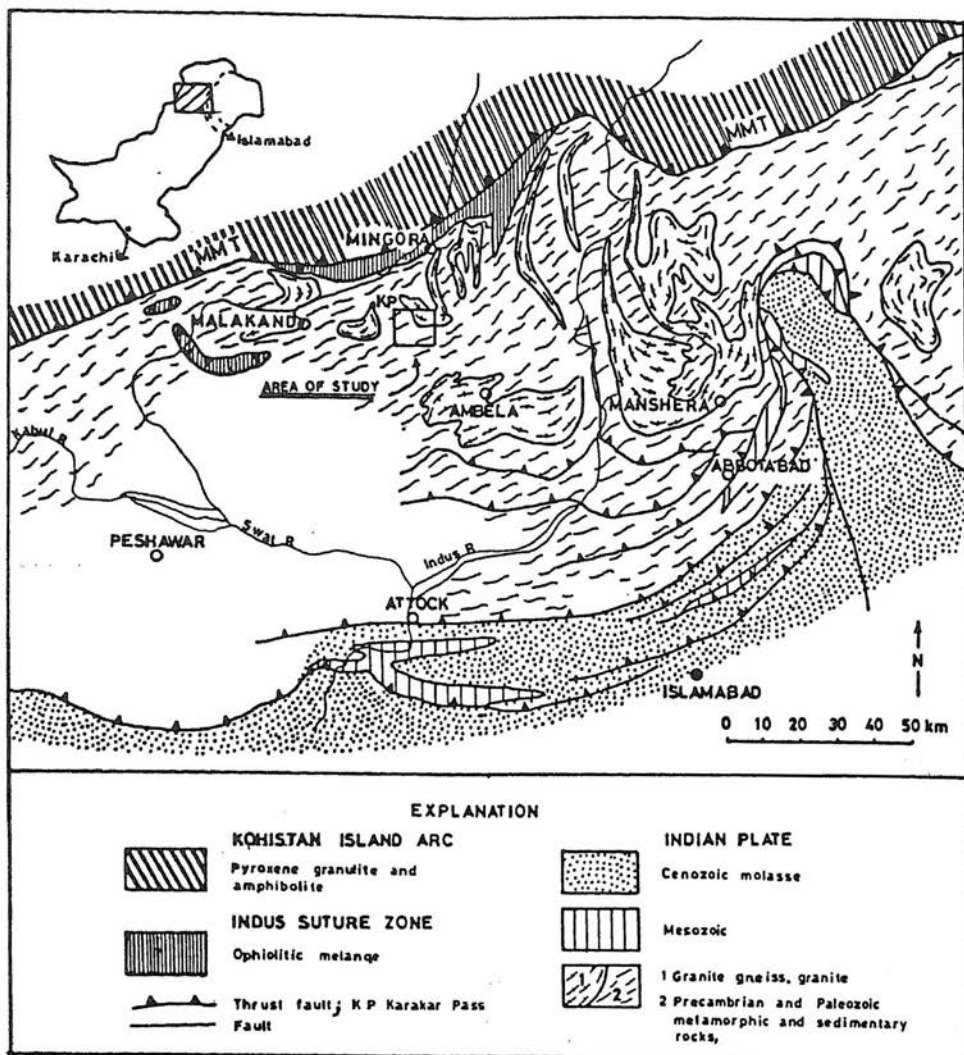 Islamabad
Karachi
MMT
MMT
MINGORA
KP
MALAKAND
AREA OF STUDY
AMBELA
MANSHERA
ABBOTABAD
Kabul R
PESHAWAR
Swat R.
Indus R
ATTOCK
ISLAMABAD
N
0 10 20 30 40 50 km
EXPLANATION
KOHISTAN ISLAND ARC
Pyroxene granulite and
amphibolite
INDUS SUTURE ZONE
Ophiolitic melange
Thrust fault; K P Karakar Pass
Fault
INDIAN PLATE
Cenozoic molasse
Mesozoic
1 2
1 Granite gneiss, granite
2 Precambrian and Paleozoic
metamorphic and sedimentary
rocks,